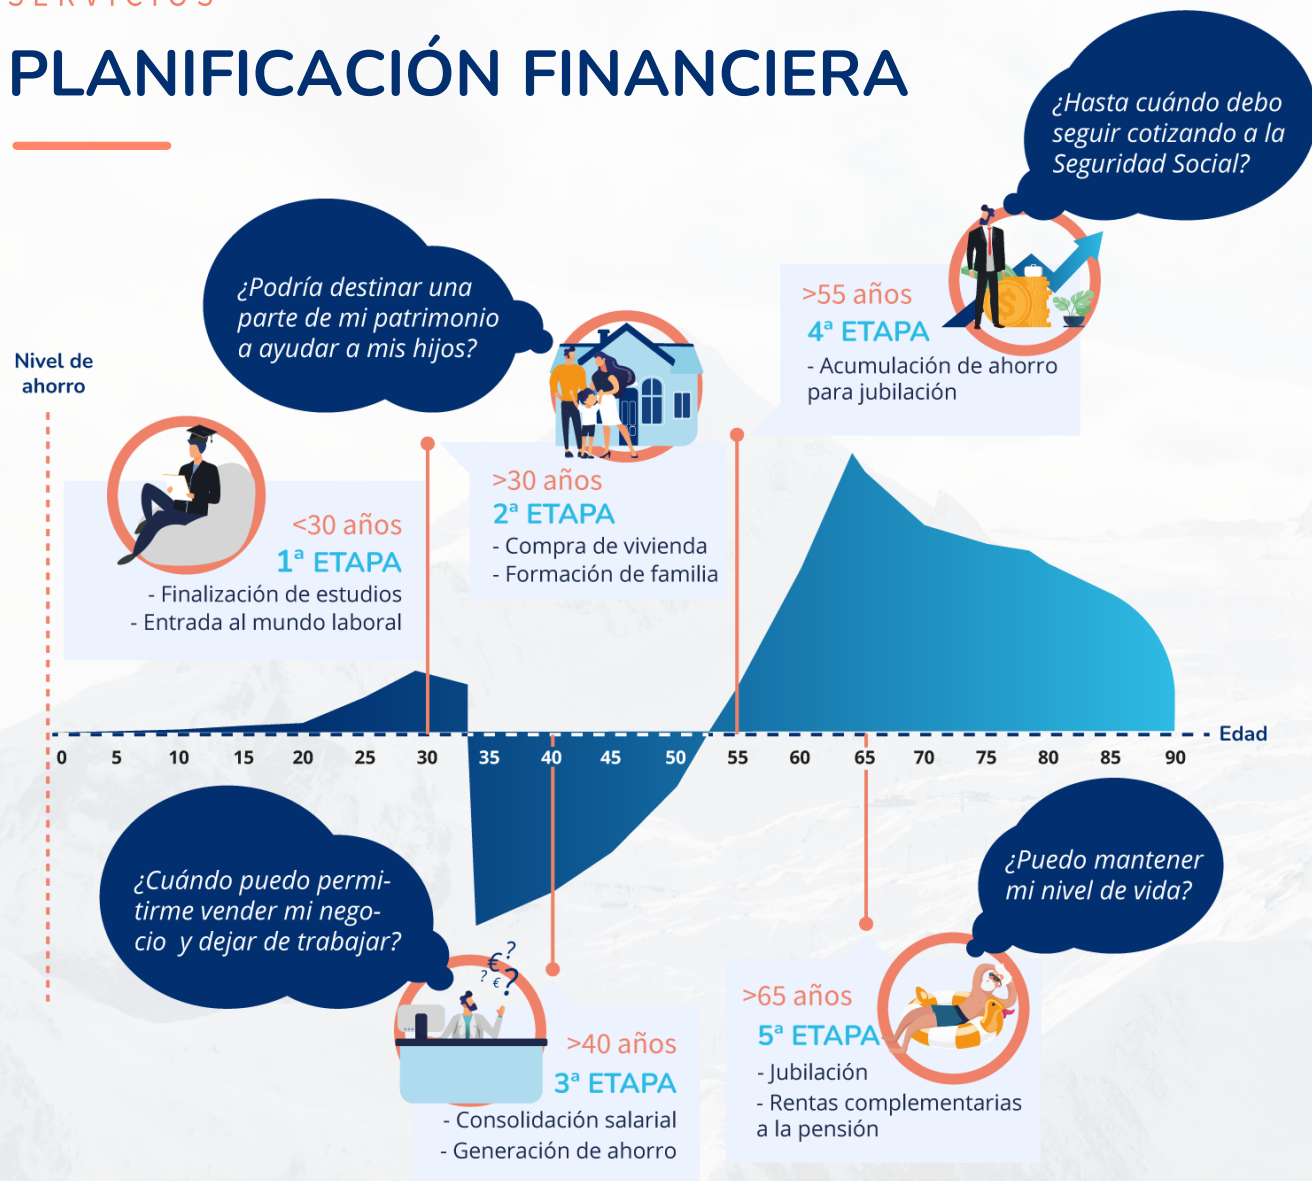 SERVICIOS
PLANIFICACIÓN FINANCIERA
¿Hasta cuándo debo
seguir cotizando a la
Seguridad Social?
¿Podría destinar una
parte de mi patrimonio
a ayudar a mis hijos?
>55 años
4ª ETAPA
- Acumulación de ahorro
para jubilación
Nivel de
ahorro
<30 años
1ª ETAPA
- Finalización de estudios
- Entrada al mundo laboral
>30 años
2ª ETAPA
- Compra de vivienda
- Formación de familia
Edad
0 5 10 15 20 25 30 35 40 45 50 55 60 65 70 75 80 85 90
¿Cuándo puedo permi-
tirme vender mi nego-
cio y dejar de trabajar?
¿Puedo mantener
mi nivel de vida?
€ ?
? € ?
>40 años
3ª ETAPA
- Consolidación salarial
- Generación de ahorro
>65 años
5ª ETAPA
- Jubilación
- Rentas complementarias
a la pensión